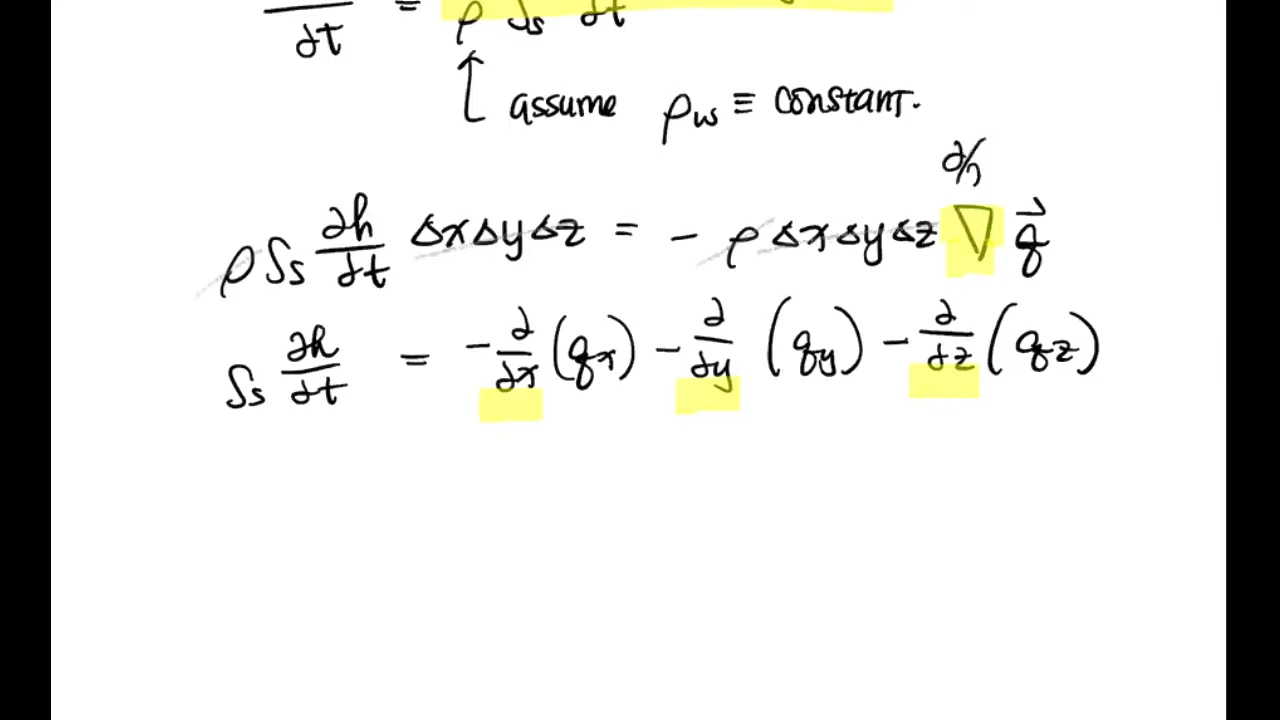 ∂t = ρ Ss ∂t
↑ assume ρw ≡ constant.
∂/
ρ Ss ∂h/∂t ΔxΔyΔz = - ρ ΔxΔyΔz ∇ q⃗
Ss ∂h/∂t = - ∂/∂x (qx) - ∂/∂y (qy) - ∂/∂z (qz)